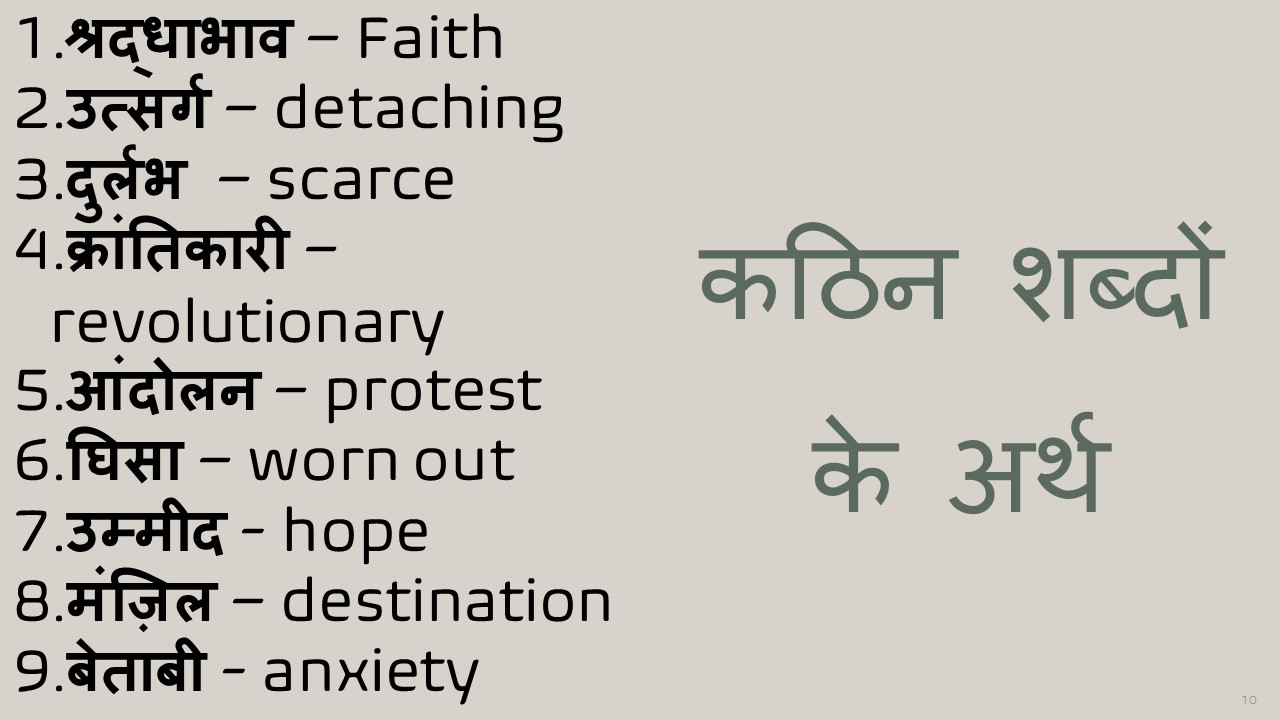 1.श्रद्धाभाव – Faith
2.उत्सर्ग – detaching
3.दुर्लभ – scarce
4.क्रांतिकारी –
revolutionary
5.आंदोलन – protest
6.घिसा – worn out
7.उम्मीद - hope
8.मंज़िल – destination
9.बेताबी - anxiety
कठिन शब्दों
के अर्थ
10